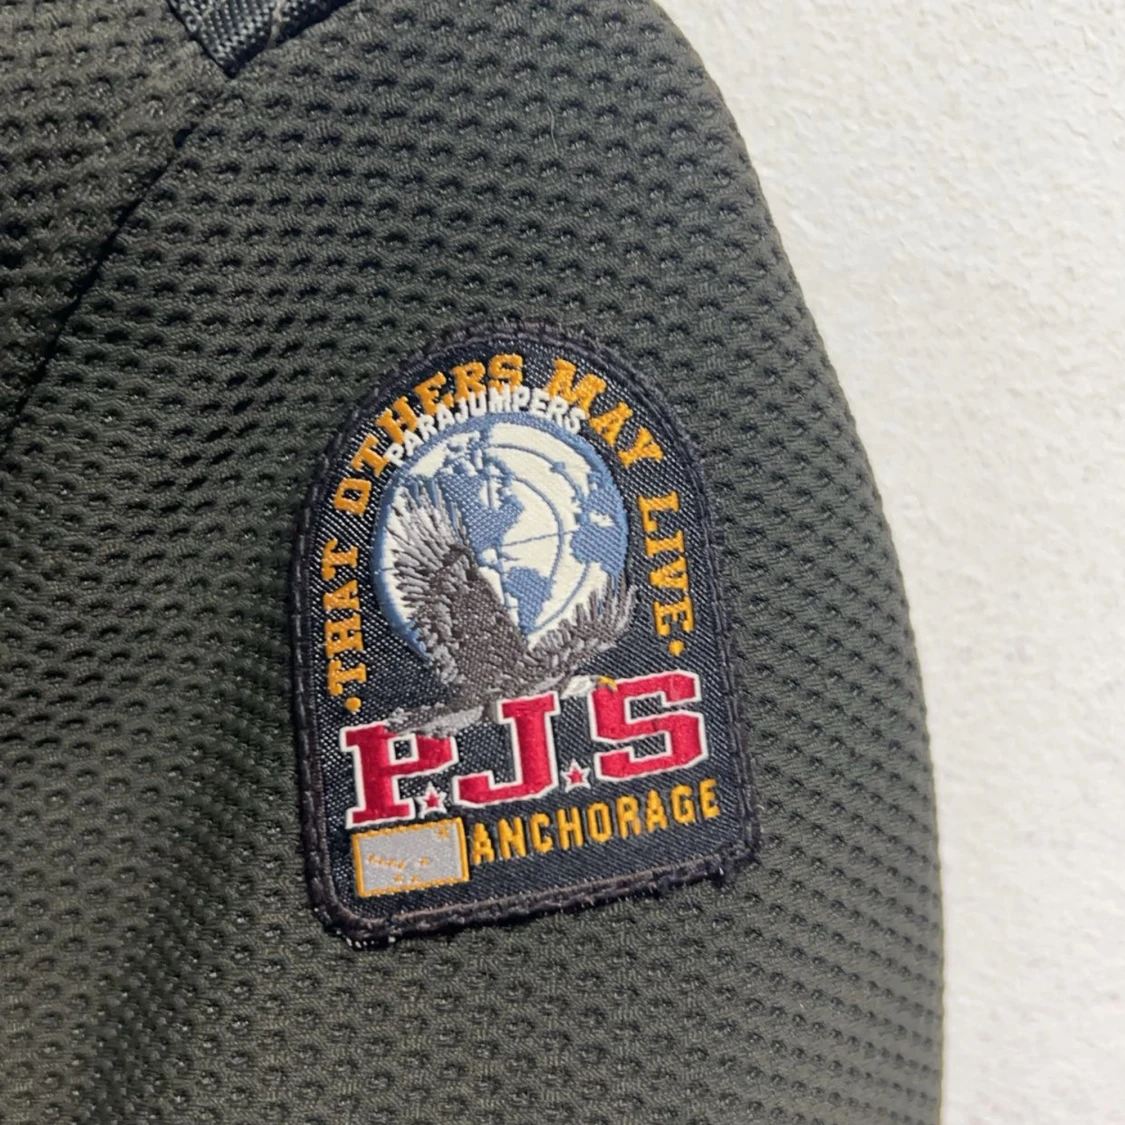 · THAT OTHERS MAY LIVE ·
PARAJUMPERS
P.J.S
ANCHORAGE